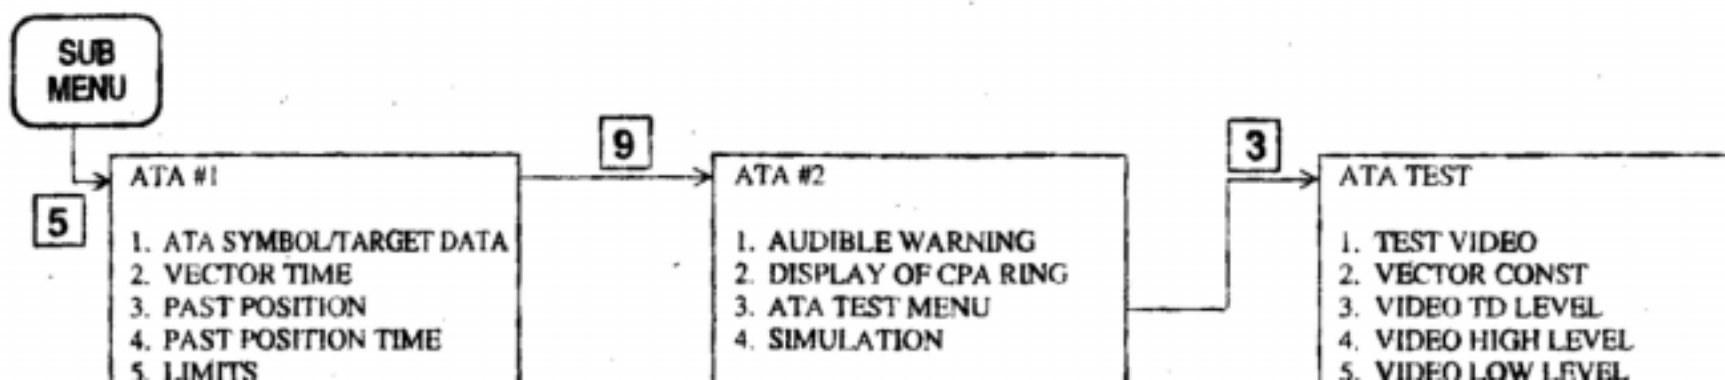 SUB
MENU
5
ATA #1
1. ATA SYMBOL/TARGET DATA
2. VECTOR TIME
3. PAST POSITION
4. PAST POSITION TIME
5. LIMITS
9
ATA #2
1. AUDIBLE WARNING
2. DISPLAY OF CPA RING
3. ATA TEST MENU
4. SIMULATION
3
ATA TEST
1. TEST VIDEO
2. VECTOR CONST
3. VIDEO TD LEVEL
4. VIDEO HIGH LEVEL
5. VIDEO LOW LEVEL